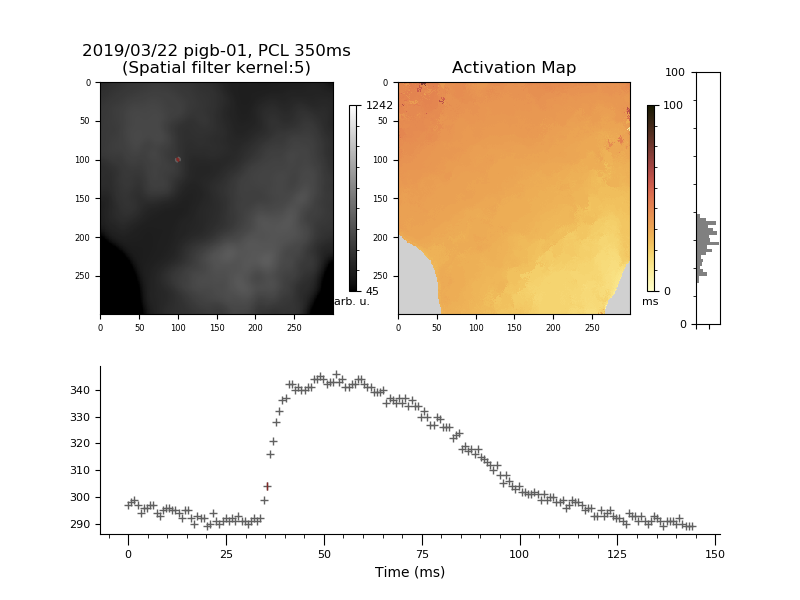 2019/03/22 pigb-01, PCL 350ms
(Spatial filter kernel:5)
Activation Map
0
50
100
150
200
250
0 50 100 150 200 250
1242
45
arb. u.
0
50
100
150
200
250
0 50 100 150 200 250
100
0
ms
100
0
340
330
320
310
300
290
0 25 50 75 100 125 150
Time (ms)